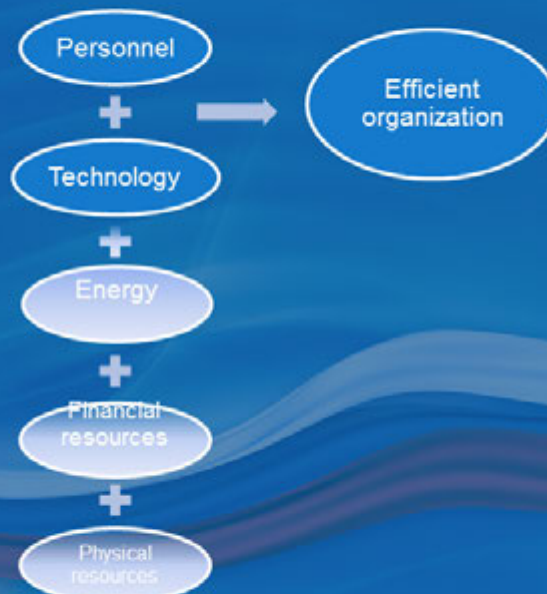 Personnel
Efficient
organization
Technology
Energy
Financial
resources
Physical
resources